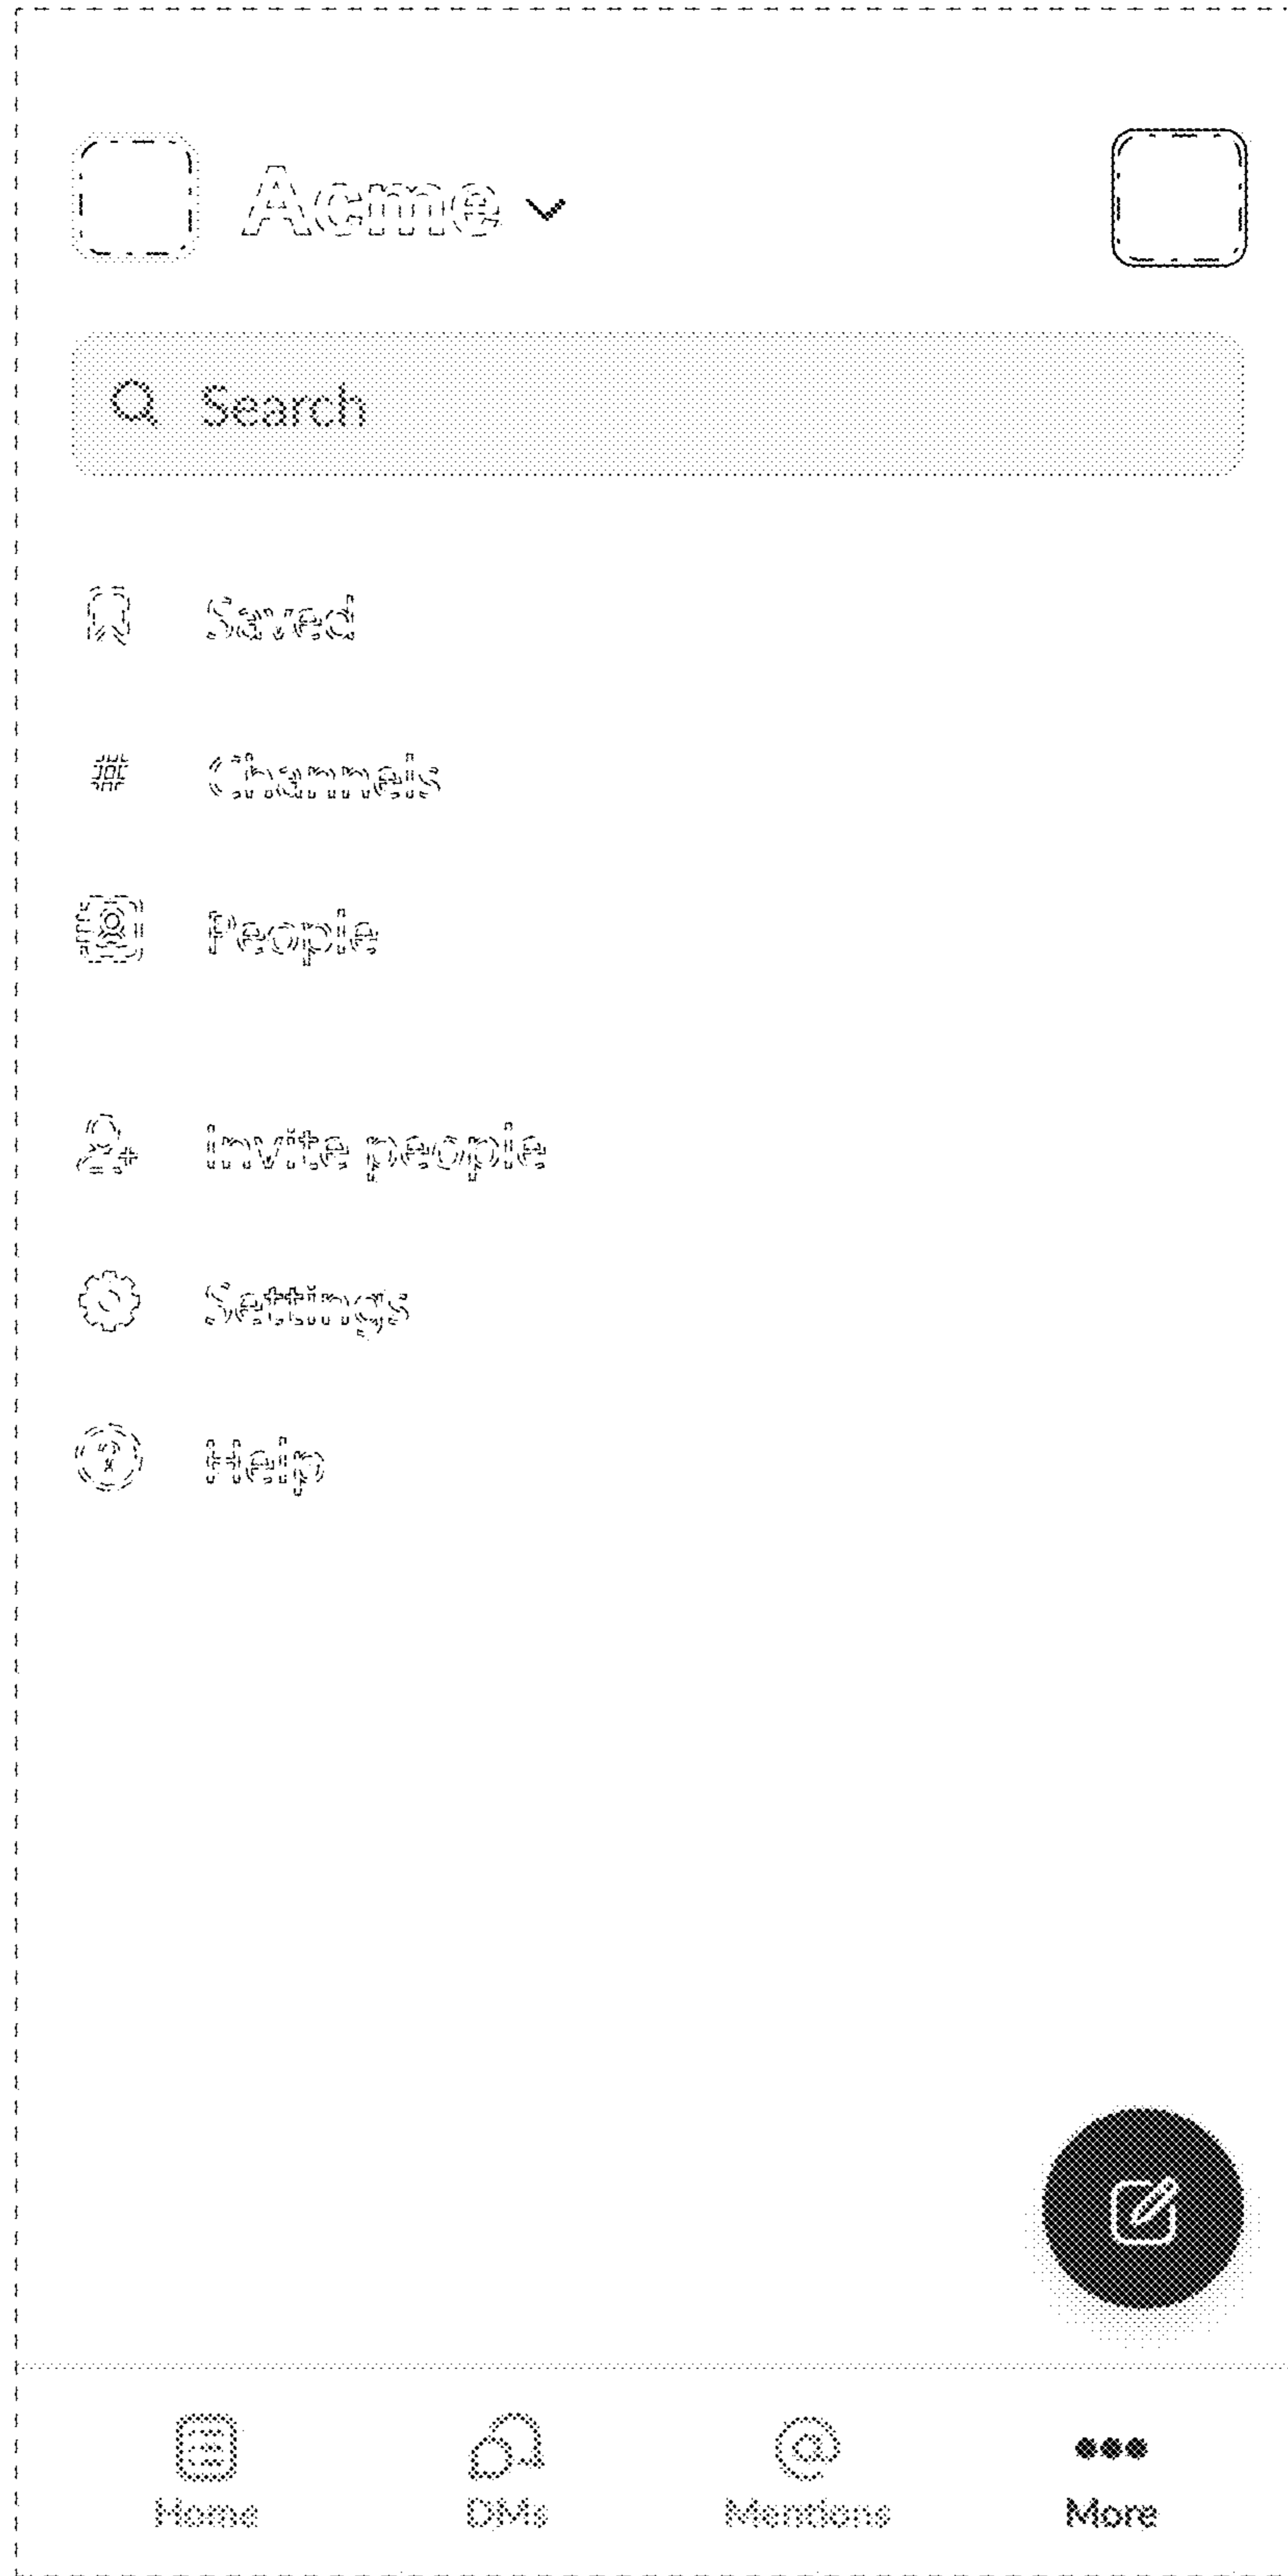 Acme
Search
Saved
Channels
People
Invite people
Settings
Help
Home
DMs
Mentions
More